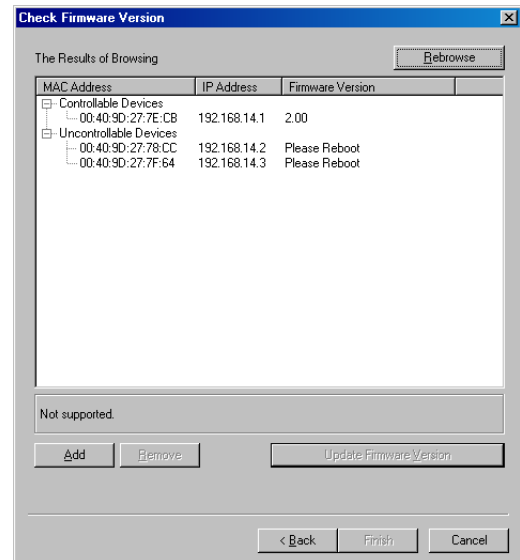 Check Firmware Version
The Results of Browsing
Rebrowse
MAC Address IP Address Firmware Version
Controllable Devices
00:40:9D:27:7E:CB 192.168.14.1 2.00
Uncontrollable Devices
00:40:9D:27:78:CC 192.168.14.2 Please Reboot
00:40:9D:27:7F:64 192.168.14.3 Please Reboot
Not supported.
Add Remove Update Firmware Version
< Back Finish Cancel